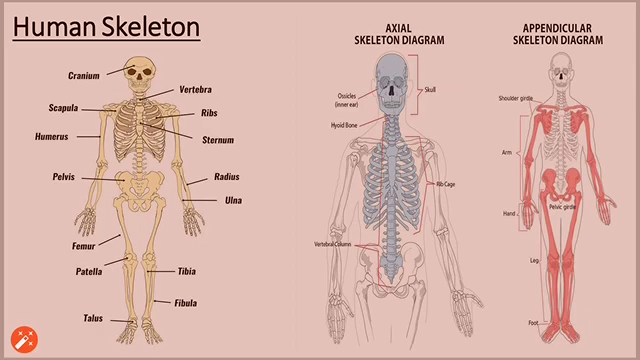 Human Skeleton
Cranium
Vertebra
Scapula
Ribs
Humerus
Sternum
Pelvis
Radius
Ulna
Femur
Patella
Tibia
Fibula
Talus
AXIAL
SKELETON DIAGRAM
Ossicles
(inner ear)
Skull
Hyoid Bone
Rib Cage
Vertebral Column
APPENDICULAR
SKELETON DIAGRAM
Shoulder girdle
Arm
Pelvic girdle
Hand
Leg
Foot